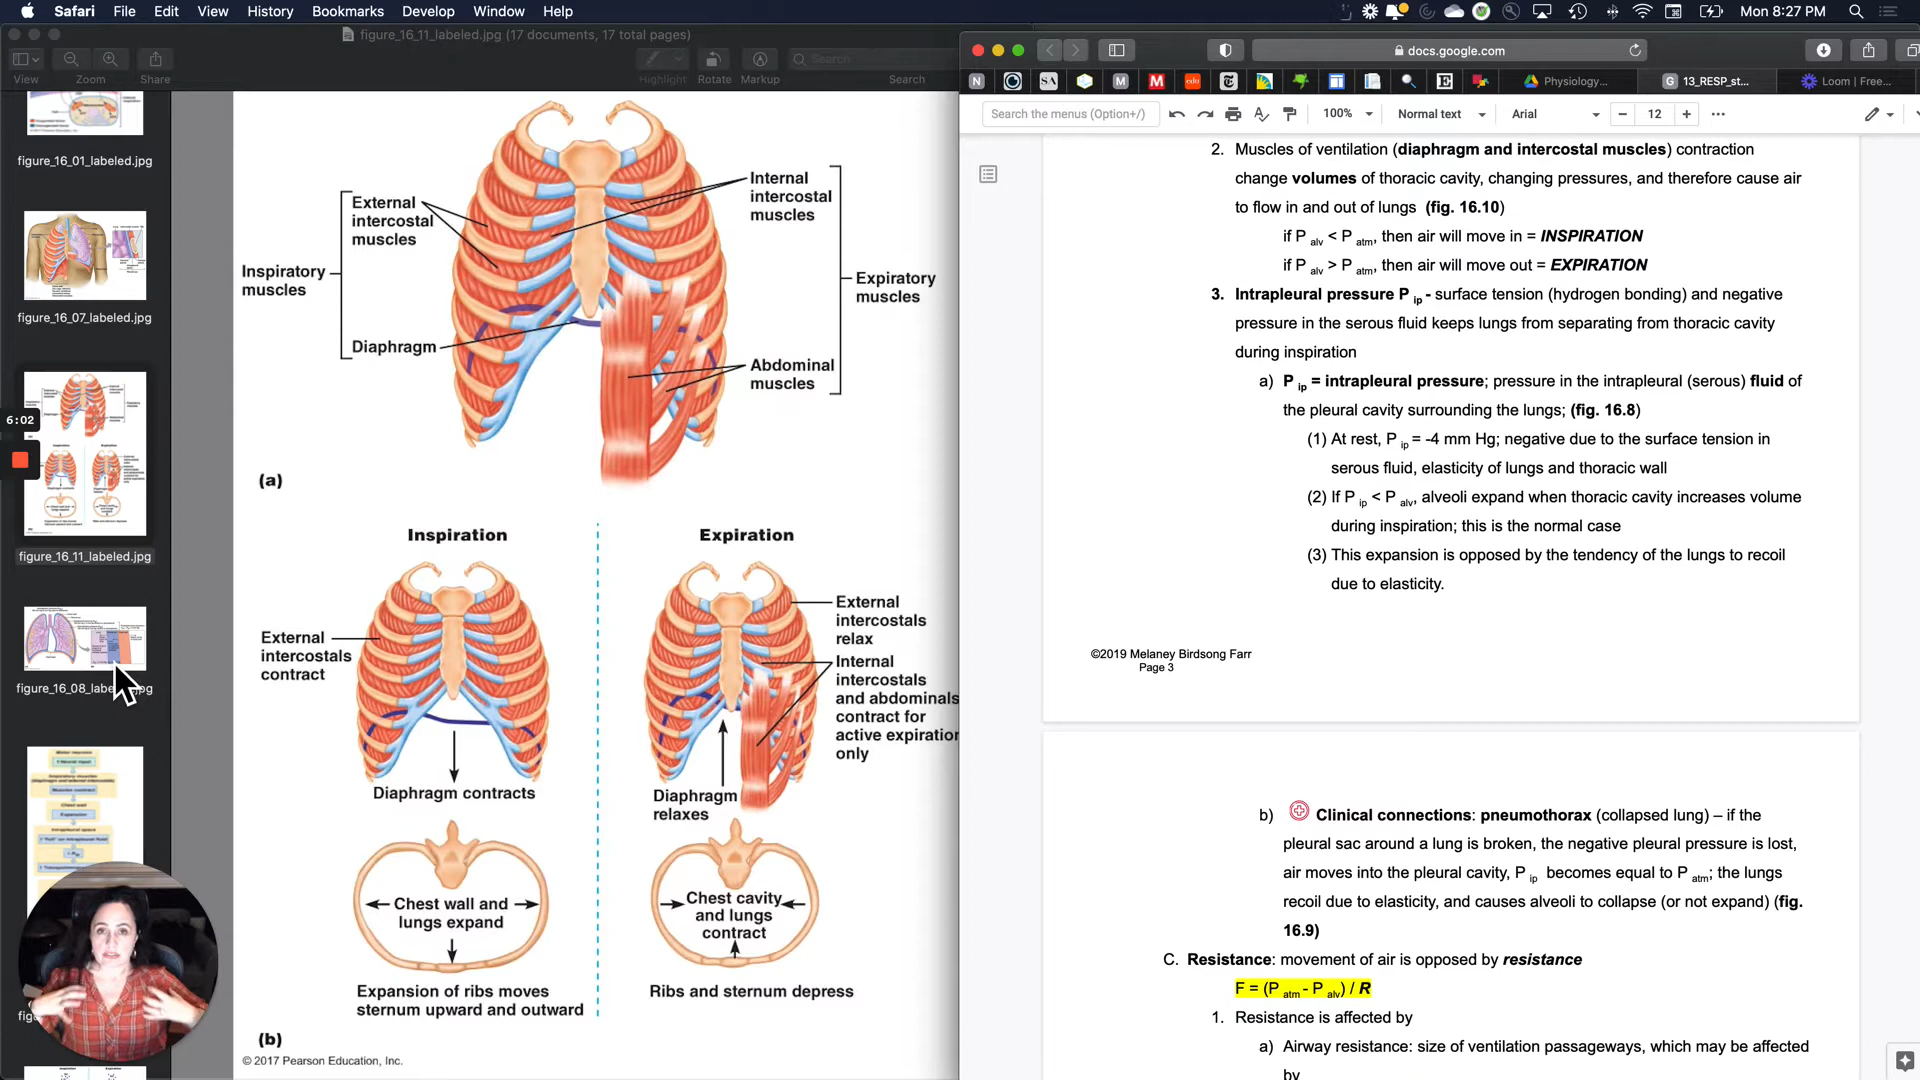 Safari File Edit View History Bookmarks Develop Window Help
Mon 8:27 PM
figure_16_11_labeled.jpg (17 documents, 17 total pages)
View Zoom Share Highlight Rotate Markup Search
Search
figure_16_01_labeled.jpg
figure_16_07_labeled.jpg
6:02
figure_16_11_labeled.jpg
External
intercostal
muscles
Internal
intercostal
muscles
Inspiratory
muscles
Expiratory
muscles
Diaphragm
Abdominal
muscles
(a)
Inspiration
Expiration
External
intercostals
contract
External
intercostals
relax
Internal
intercostals
and abdominals
contract for
active expiration
only
Diaphragm contracts
Diaphragm
relaxes
Chest wall and
lungs expand
Chest cavity
and lungs
contract
Expansion of ribs moves
sternum upward and outward
Ribs and sternum depress
(b)
© 2017 Pearson Education, Inc.
docs.google.com
Physiology...
13_RESP_st...
Loom | Free...
Search the menus (Option+/)
100%
Normal text
Arial
12
2. Muscles of ventilation (diaphragm and intercostal muscles) contraction
change volumes of thoracic cavity, changing pressures, and therefore cause air
to flow in and out of lungs (fig. 16.10)
if P alv < P atm, then air will move in = INSPIRATION
if P alv > P atm, then air will move out = EXPIRATION
3. Intrapleural pressure P ip - surface tension (hydrogen bonding) and negative
pressure in the serous fluid keeps lungs from separating from thoracic cavity
during inspiration
a) P ip = intrapleural pressure; pressure in the intrapleural (serous) fluid of
the pleural cavity surrounding the lungs; (fig. 16.8)
(1) At rest, P ip = -4 mm Hg; negative due to the surface tension in
serous fluid, elasticity of lungs and thoracic wall
(2) If P ip < P alv, alveoli expand when thoracic cavity increases volume
during inspiration; this is the normal case
(3) This expansion is opposed by the tendency of the lungs to recoil
due to elasticity.
©2019 Melaney Birdsong Farr
Page 3
b) Clinical connections: pneumothorax (collapsed lung) – if the
pleural sac around a lung is broken, the negative pleural pressure is lost,
air moves into the pleural cavity, P ip becomes equal to P atm; the lungs
recoil due to elasticity, and causes alveoli to collapse (or not expand) (fig.
16.9)
C. Resistance: movement of air is opposed by resistance
F = (P atm - P alv) / R
1. Resistance is affected by
a) Airway resistance: size of ventilation passageways, which may be affected
by